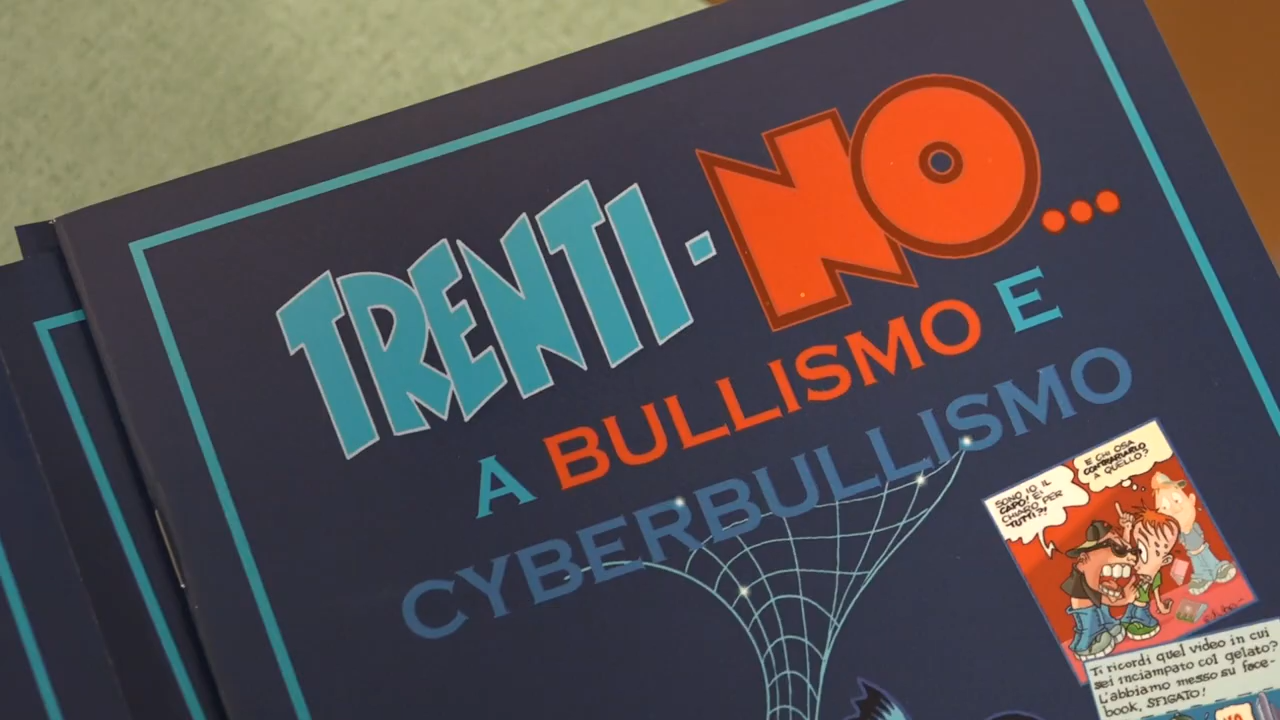 TRENTI-NO...
A BULLISMO E
CYBERBULLISMO
SONO IO IL
CAPO! È
CHIARO PER
TUTTI?!
E CHI OSA
CONTRARIARLO
A QUELLO?
Ti ricordi quel video in cui
sei inciampato col gelato?
L'abbiamo messo su face-
book, SFIGATO!